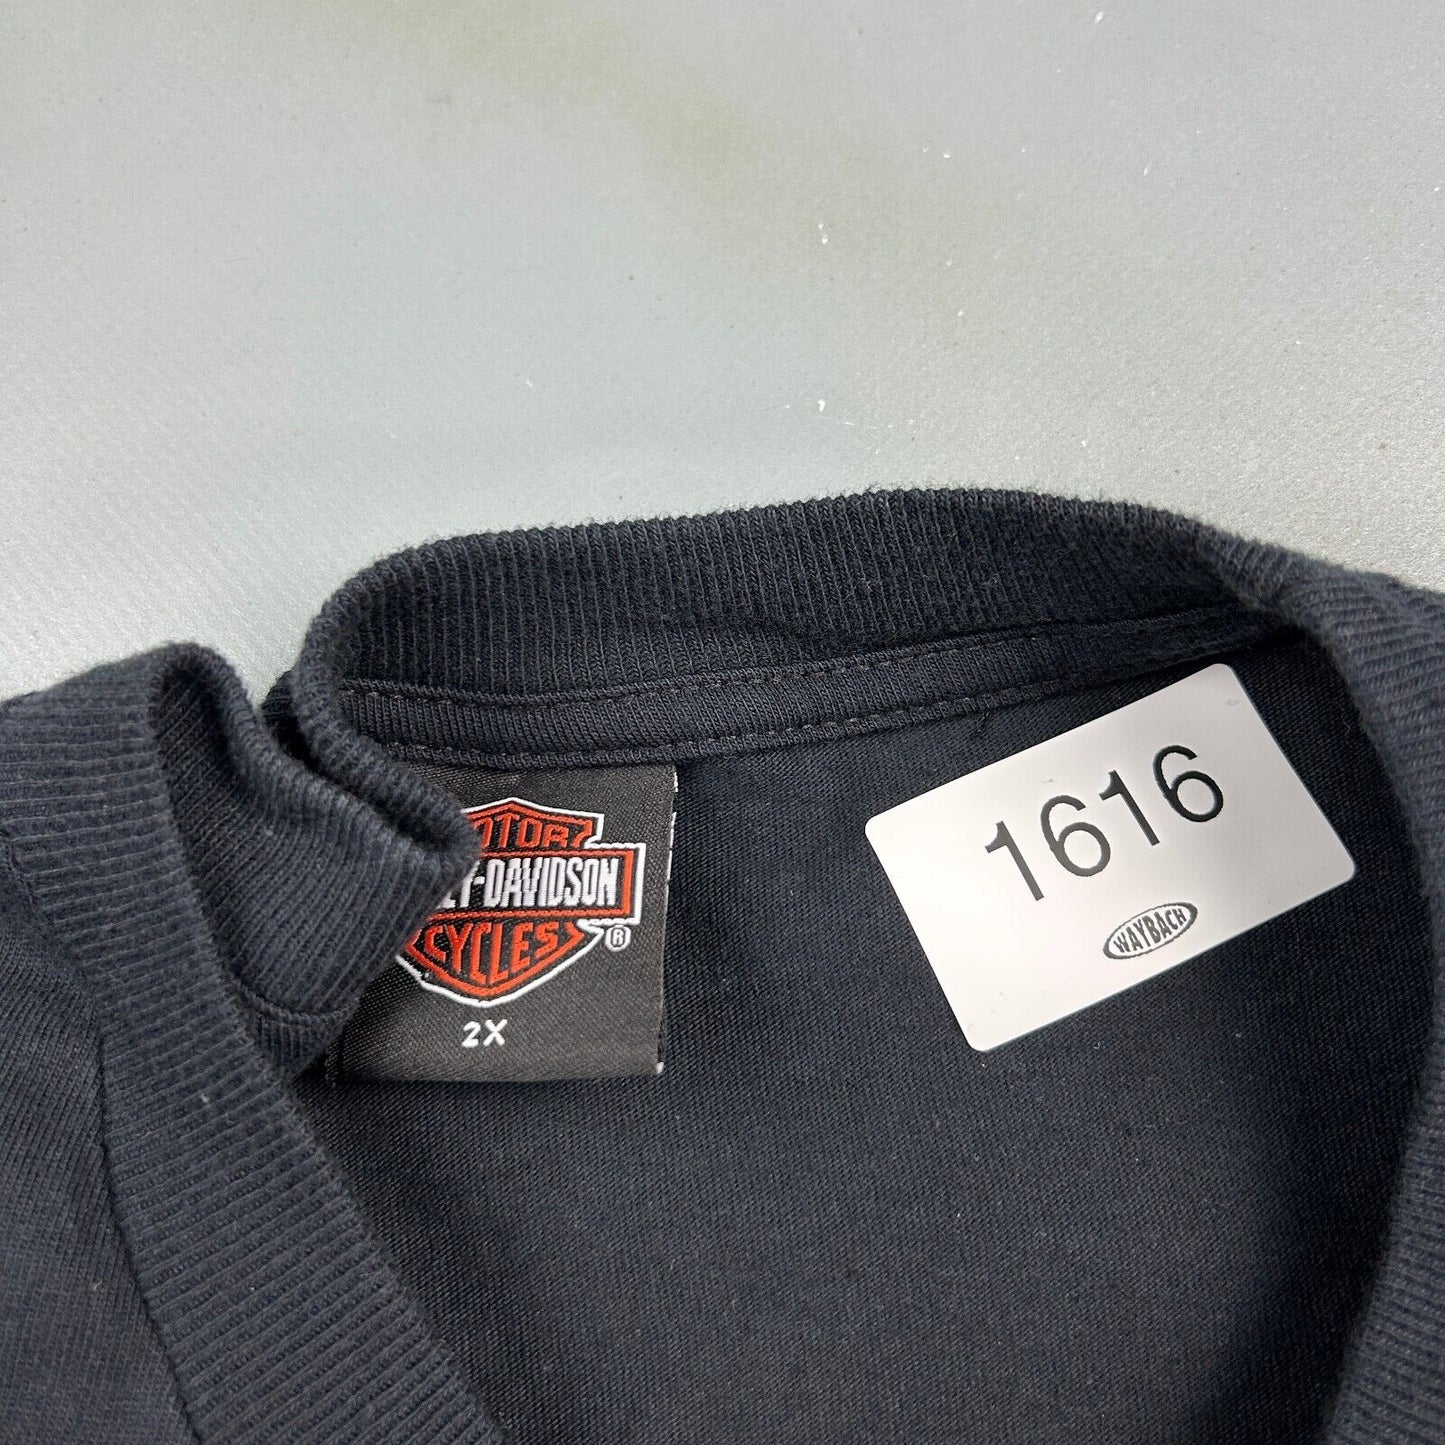 DAVIDSON
CYCLES
®
2X
1616
WAYBACH